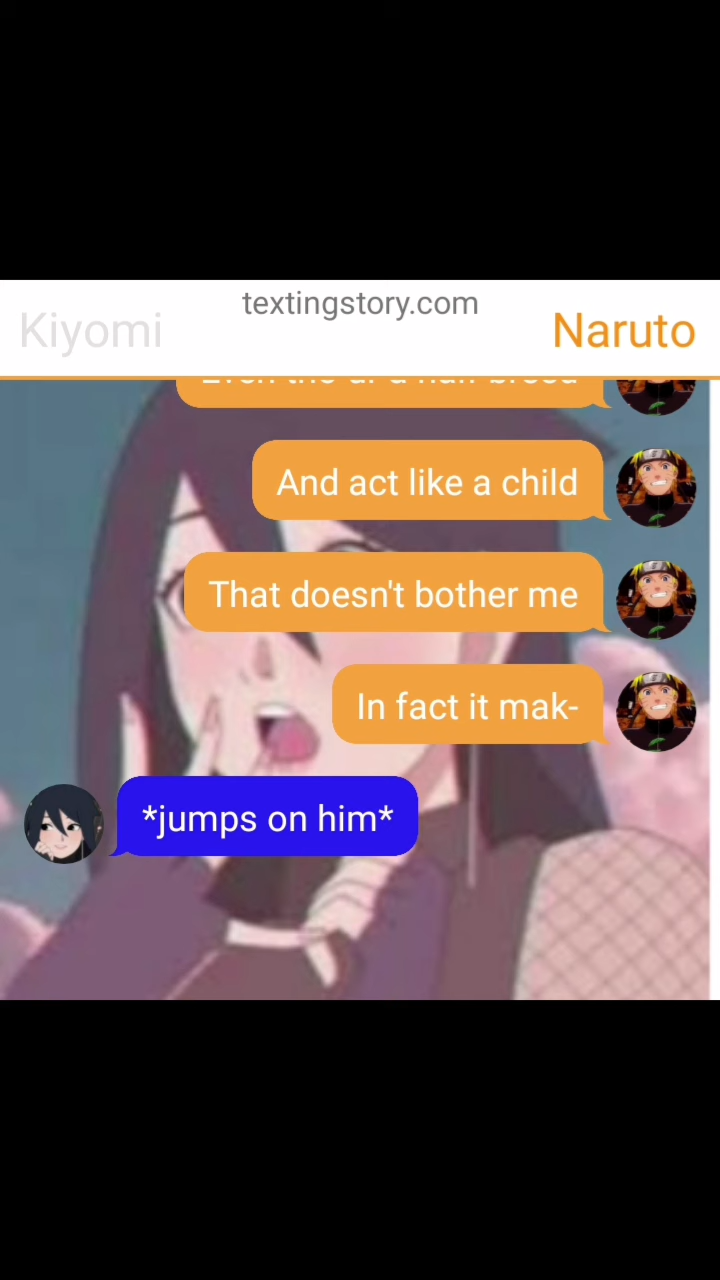 textingstory.com
Kiyomi
Naruto
And act like a child
That doesn't bother me
In fact it mak-
*jumps on him*